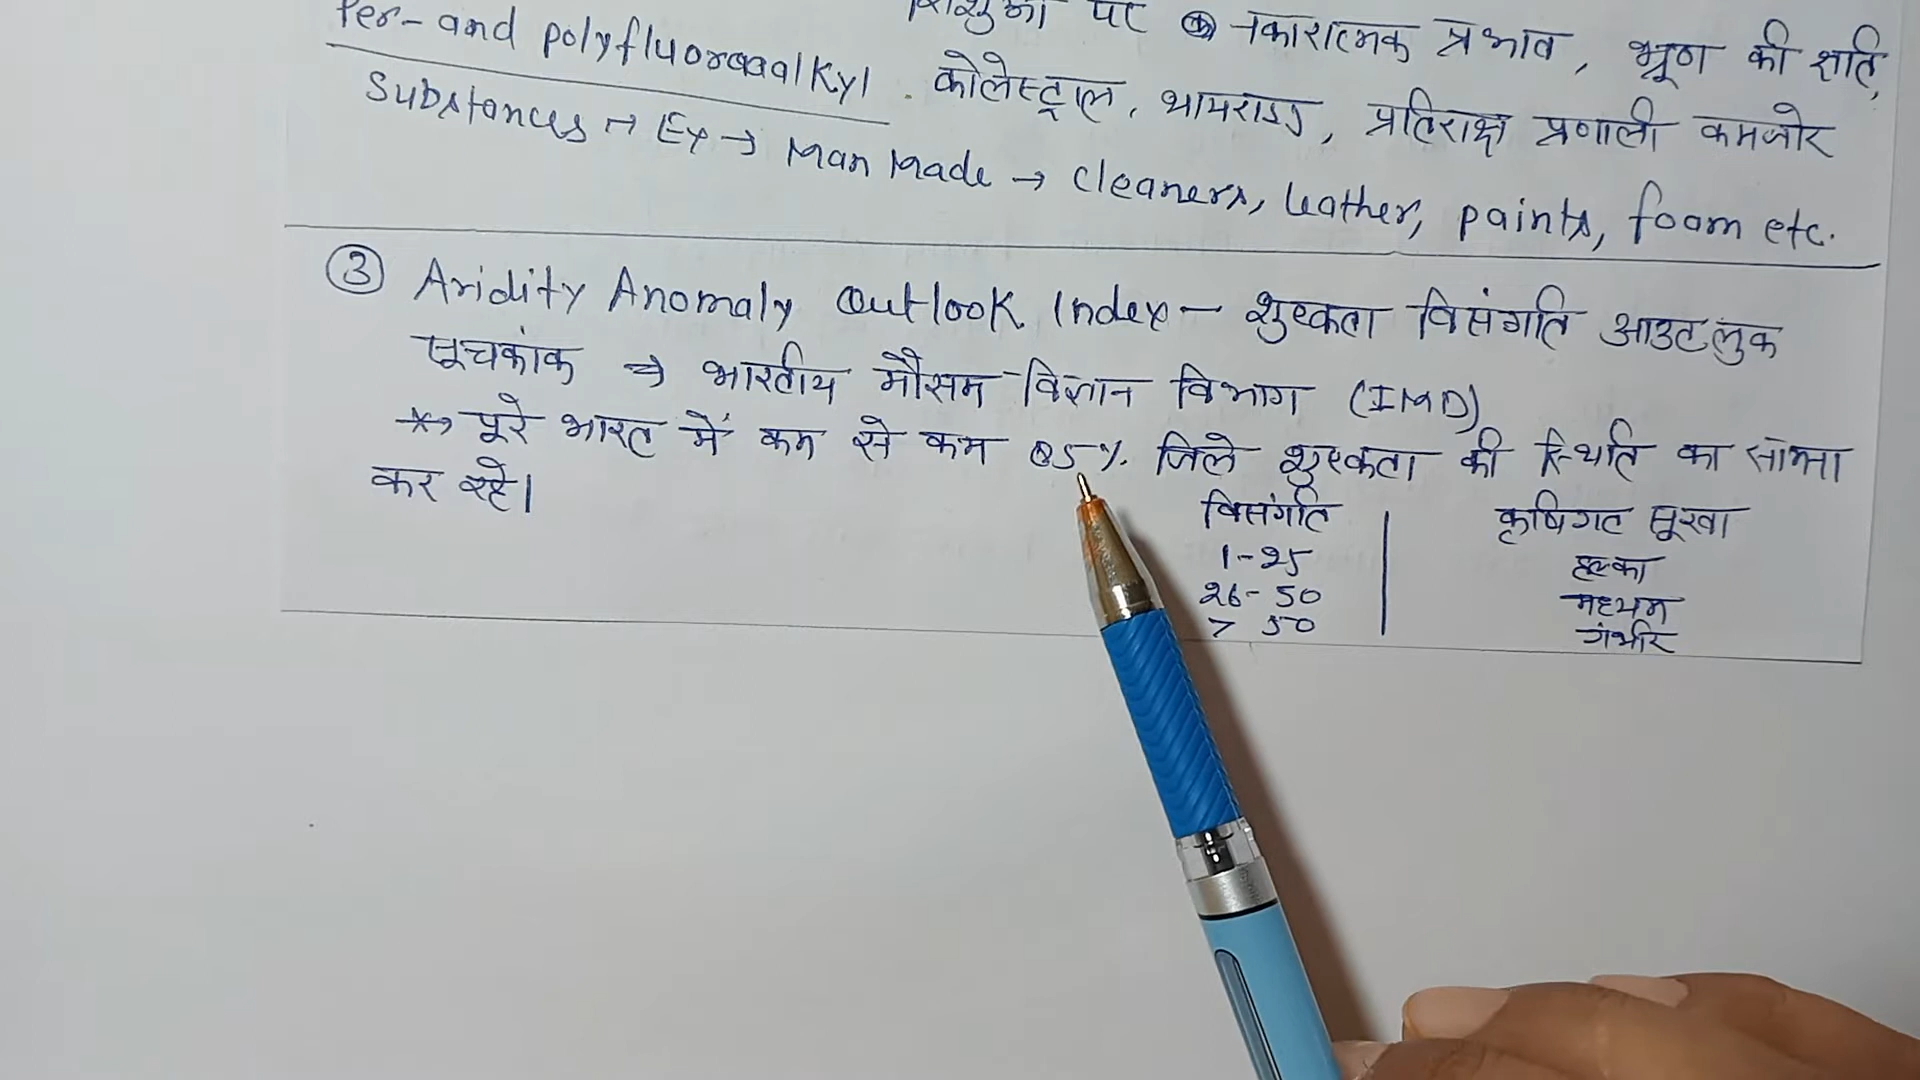 शिशुओं पर नकारात्मक प्रभाव, भ्रूण की क्षति,
Per- and polyfluoroaalkyl . कोलेस्ट्राल, थायराइड, प्रतिरक्ष प्रणाली कमजोर
Substances → Ex → Man Made → cleaners, leather, paints, foam etc.
③ Aridity Anomaly Outlook Index - शुष्कता विसंगति आउटलुक
सूचकांक ⇒ भारतीय मौसम विज्ञान विभाग (IMD)
*→ पूरे भारत में कम से कम 85% जिले शुष्कता की स्थिति का सामना
कर रहे।
विसंगति | कृषिगत सूखा
1-25 | हल्का
26-50 | मध्यम
> 50 | गंभीर